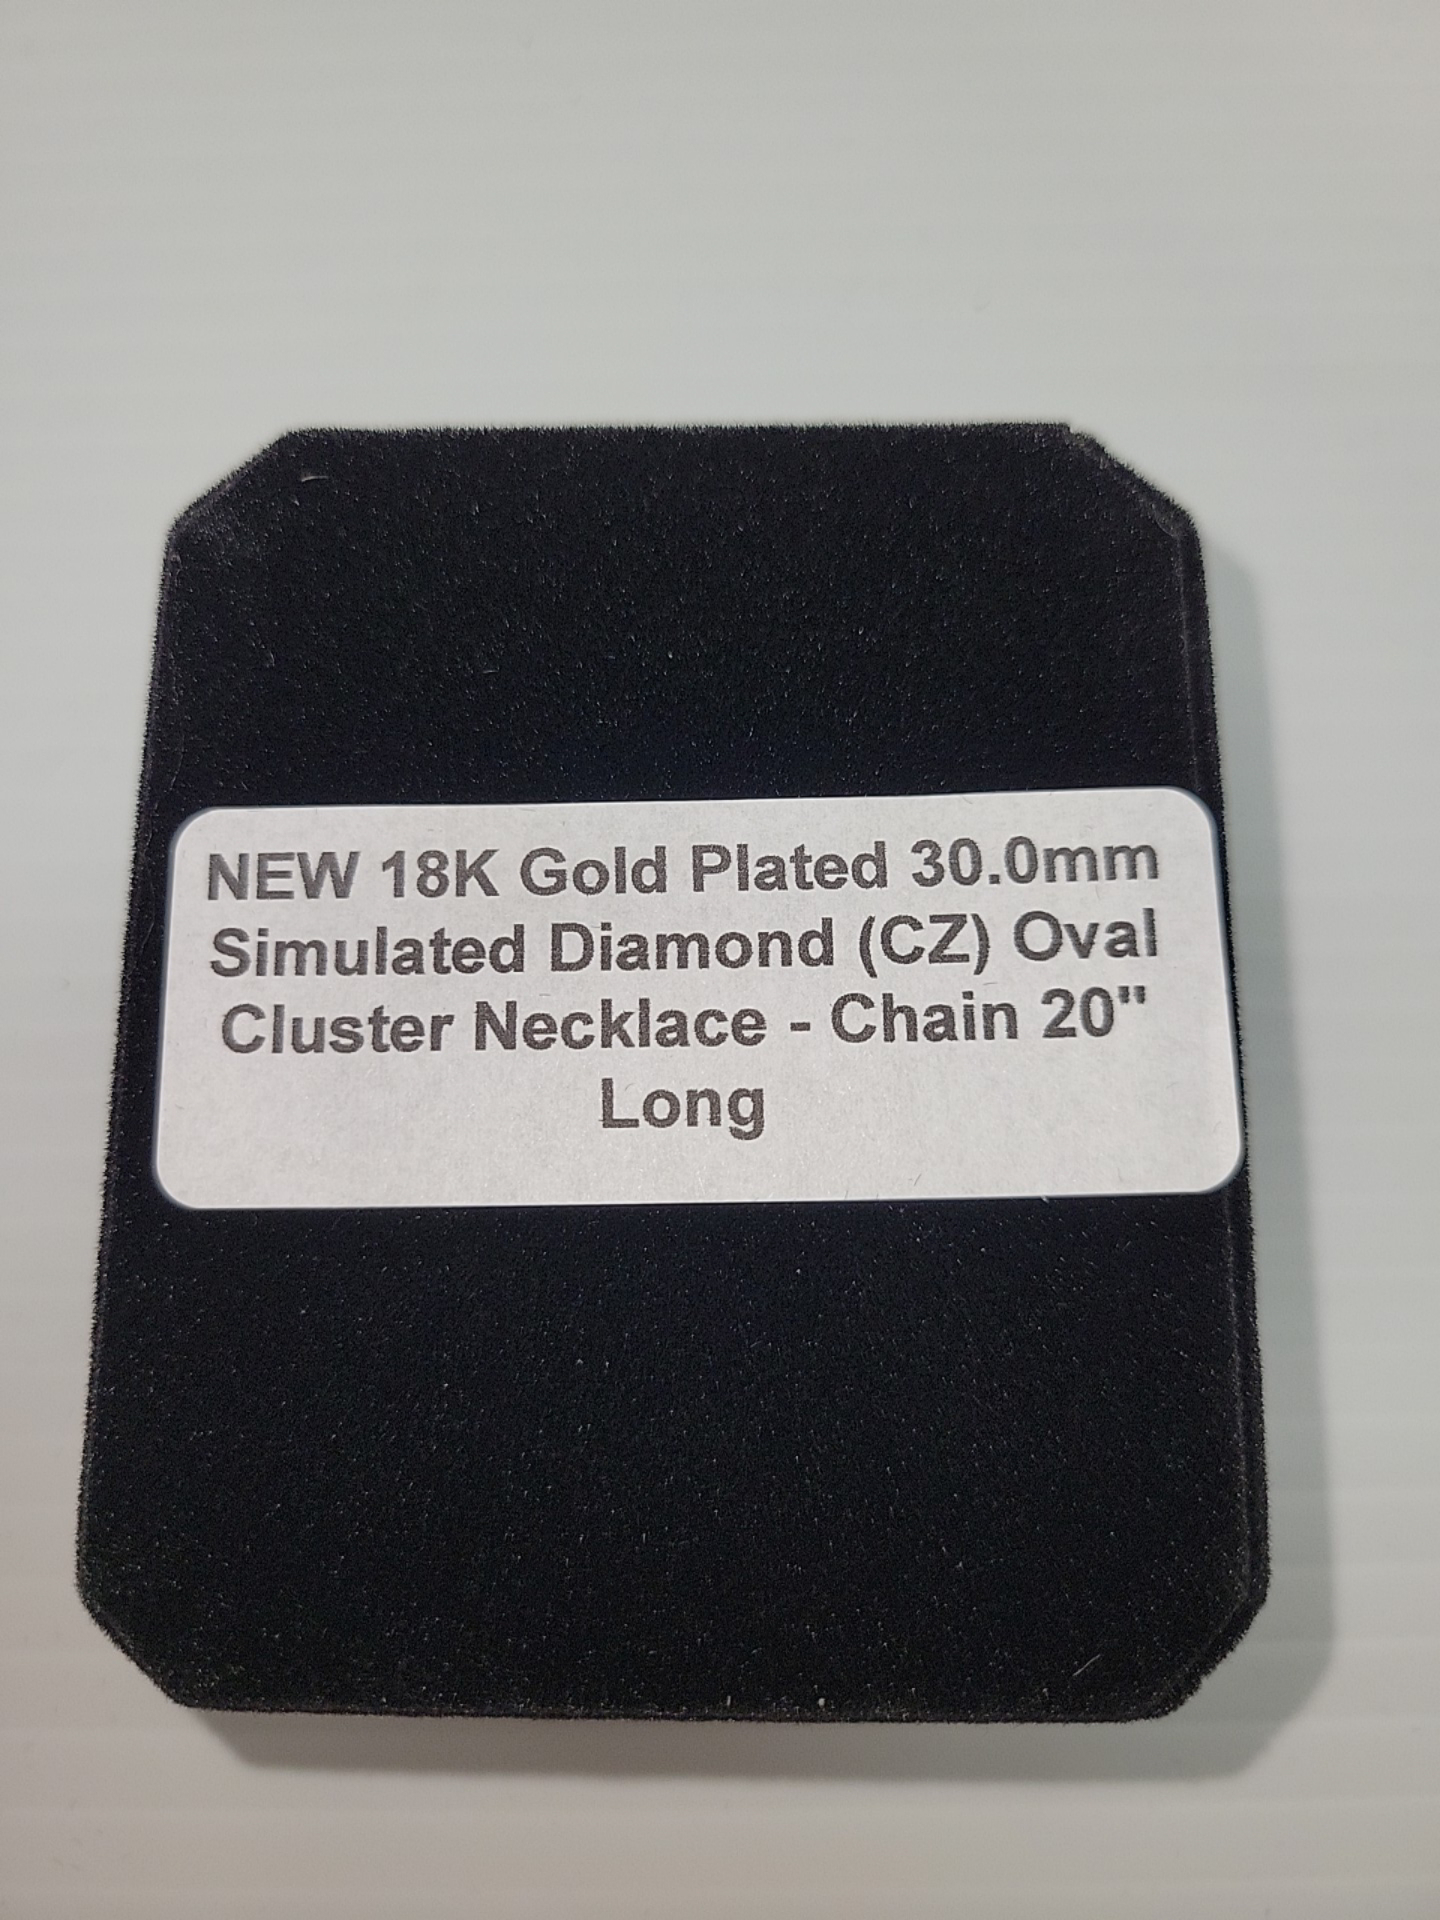 NEW 18K Gold Plated 30.0mm
Simulated Diamond (CZ) Oval
Cluster Necklace - Chain 20"
Long